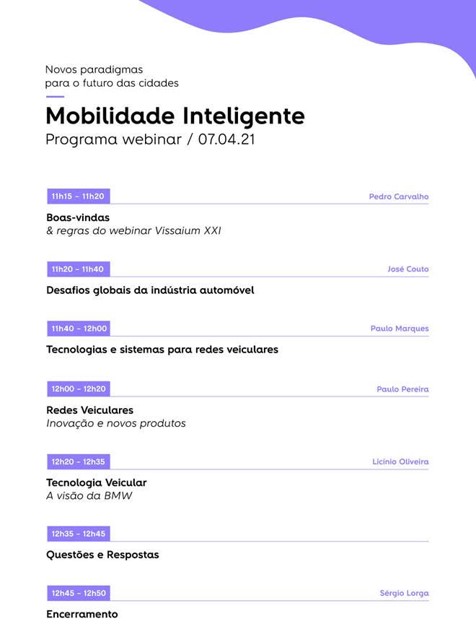 Novos paradigmas
para o futuro das cidades
Mobilidade Inteligente
Programa webinar / 07.04.21
11h15 – 11h20
Pedro Carvalho
Boas-vindas
& regras do webinar Vissaium XXI
11h20 – 11h40
José Couto
Desafios globais da indústria automóvel
11h40 – 12h00
Paulo Marques
Tecnologias e sistemas para redes veiculares
12h00 – 12h20
Paulo Pereira
Redes Veiculares
Inovação e novos produtos
12h20 – 12h35
Licínio Oliveira
Tecnologia Veicular
A visão da BMW
12h35 – 12h45
Questões e Respostas
12h45 – 12h50
Sérgio Lorga
Encerramento